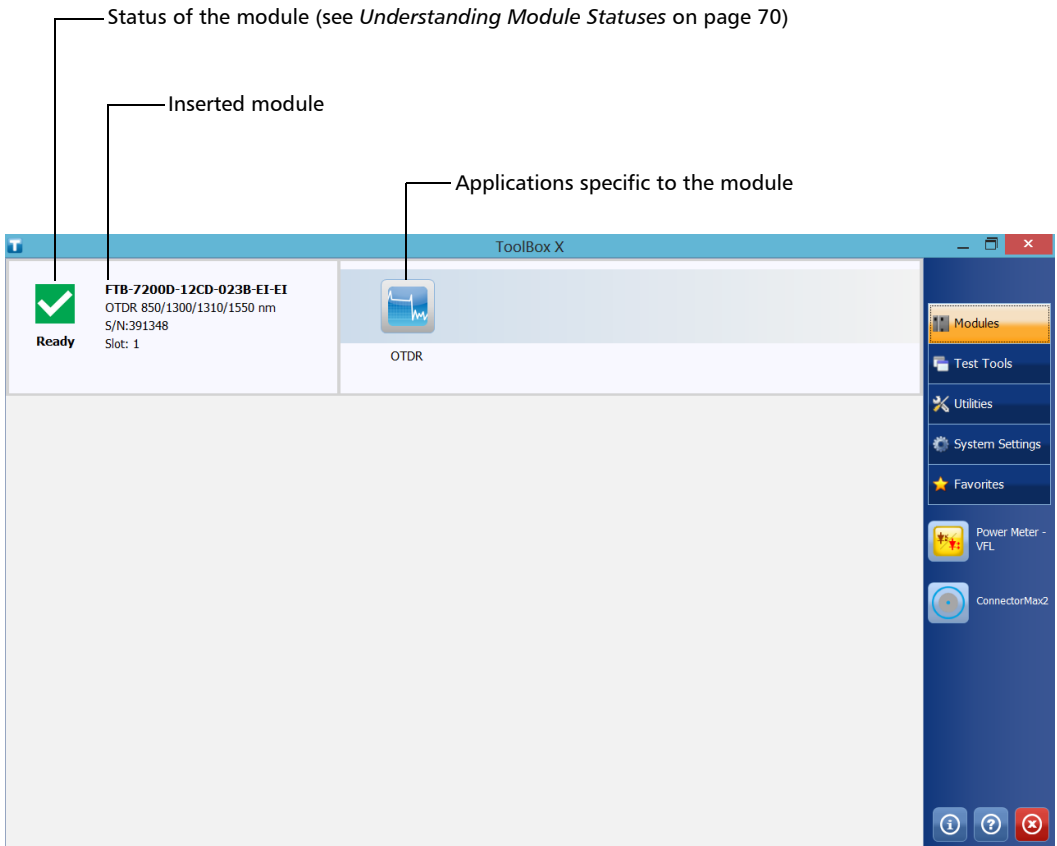 Status of the module (see Understanding Module Statuses on page 70)
Inserted module
Applications specific to the module
T
ToolBox X
FTB-7200D-12CD-023B-EI-EI
OTDR 850/1300/1310/1550 nm
S/N:391348
Slot: 1
Ready
OTDR
Modules
Test Tools
Utilities
System Settings
Favorites
Power Meter -
VFL
ConnectorMax2